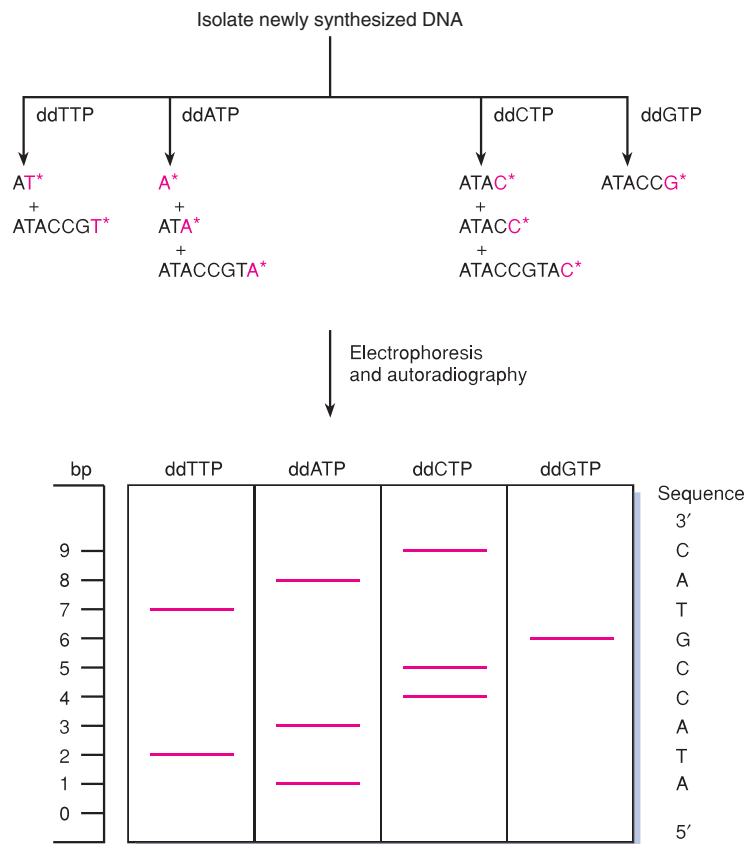 Isolate newly synthesized DNA
ddTTP ddATP ddCTP ddGTP
AT* A* ATAC* ATACCG*
+ + +
ATACCGT* ATA* ATACC*
+ +
ATACCGTA* ATACCGTAC*
Electrophoresis
and autoradiography
bp ddTTP ddATP ddCTP ddGTP
Sequence
3′
9 C
8 A
7 T
6 G
5 C
4 C
3 A
2 T
1 A
0
5′